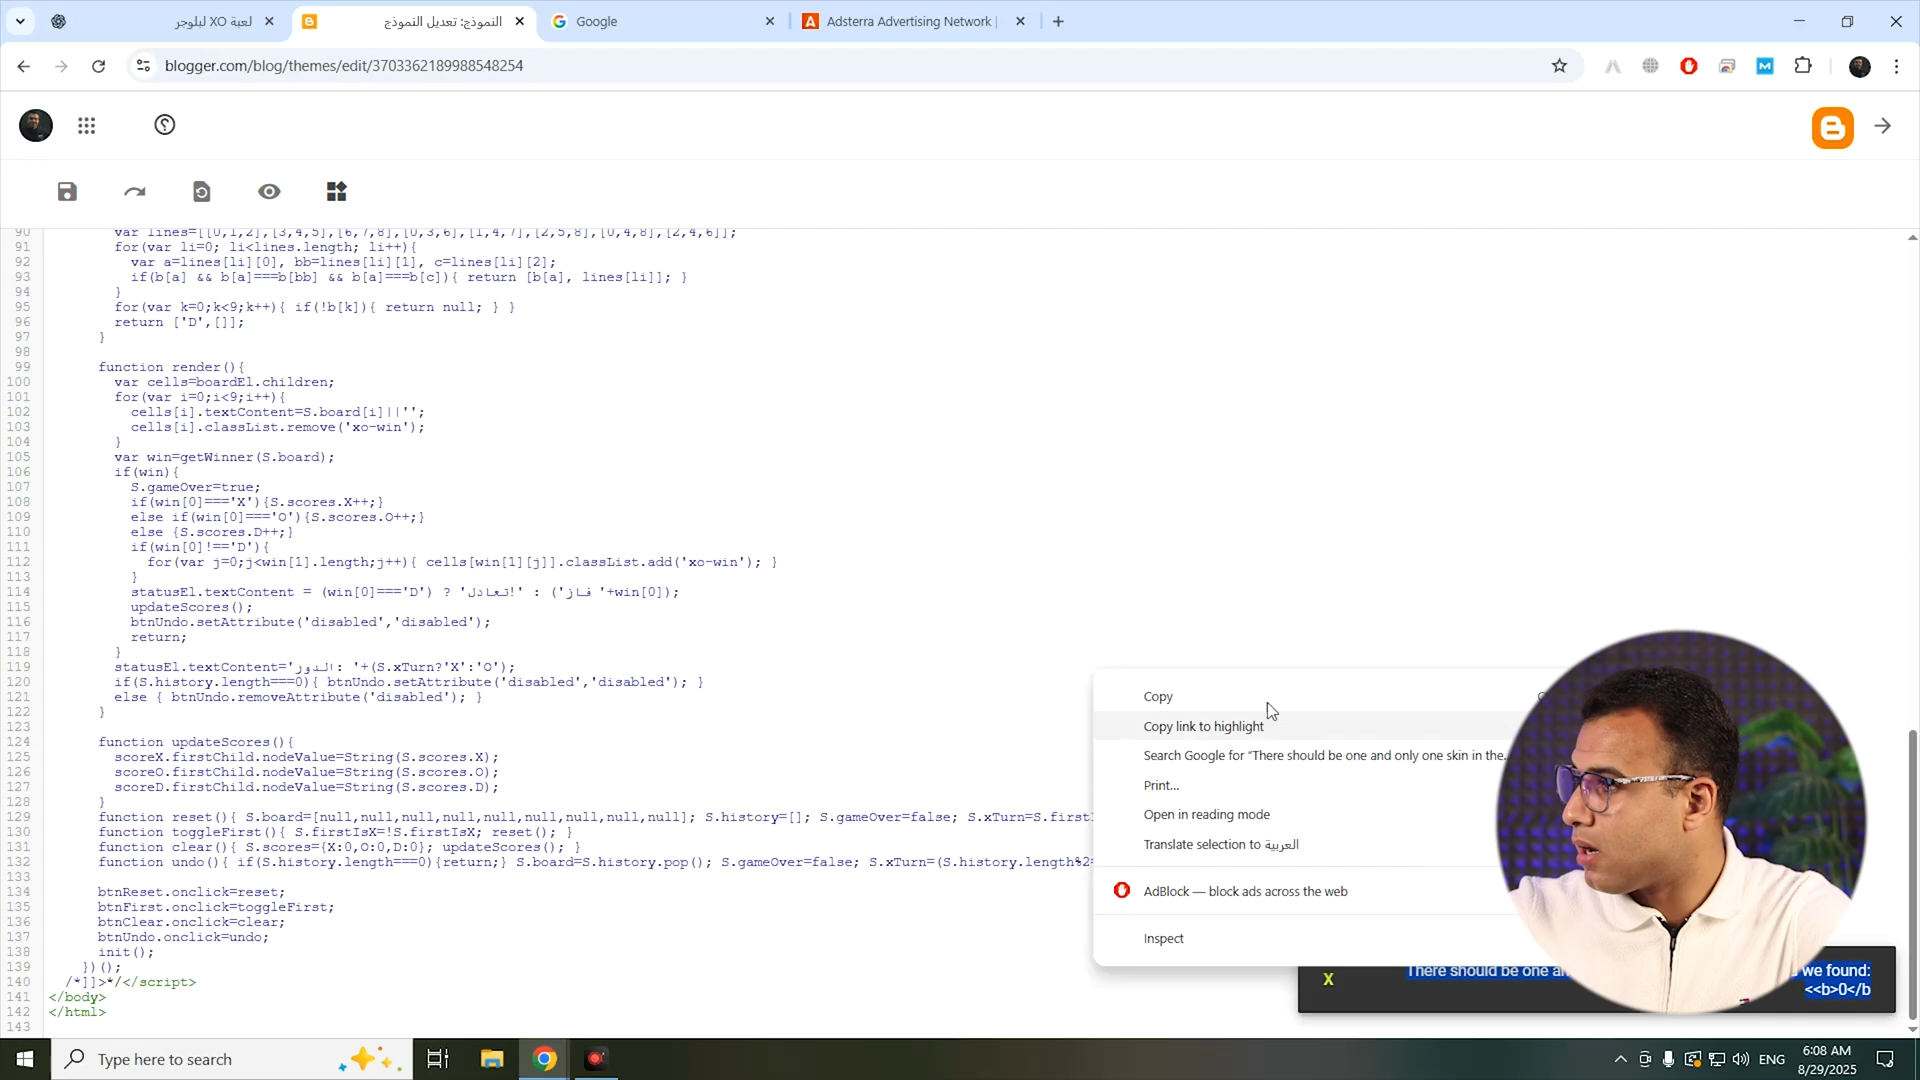 لعبة XO لبلوجر
النموذج: تعديل النموذج
Google
Adsterra Advertising Network |
blogger.com/blog/themes/edit/3703362189988548254
90 var lines=[[0,1,2],[3,4,5],[6,7,8],[0,3,6],[1,4,7],[2,5,8],[0,4,8],[2,4,6]];
91 for(var li=0; li<lines.length; li++){
92 var a=lines[li][0], bb=lines[li][1], c=lines[li][2];
93 if(b[a] && b[a]===b[bb] && b[a]===b[c]){ return [b[a], lines[li]]; }
94 }
95 for(var k=0;k<9;k++){ if(!b[k]){ return null; } }
96 return ['D',[]];
97 }
98
99 function render(){
100 var cells=boardEl.children;
101 for(var i=0;i<9;i++){
102 cells[i].textContent=S.board[i]||'';
103 cells[i].classList.remove('xo-win');
104 }
105 var win=getWinner(S.board);
106 if(win){
107 S.gameOver=true;
108 if(win[0]==='X'){S.scores.X++;}
109 else if(win[0]==='O'){S.scores.O++;}
110 else {S.scores.D++;}
111 if(win[0]!=='D'){
112 for(var j=0;j<win[1].length;j++){ cells[win[1][j]].classList.add('xo-win'); }
113 }
114 statusEl.textContent = (win[0]==='D') ? 'تعادل!' : ('فاز '+win[0]);
115 updateScores();
116 btnUndo.setAttribute('disabled','disabled');
117 return;
118 }
119 statusEl.textContent='الدور: '+(S.xTurn?'X':'O');
120 if(S.history.length===0){ btnUndo.setAttribute('disabled','disabled'); }
121 else { btnUndo.removeAttribute('disabled'); }
122 }
123
124 function updateScores(){
125 scoreX.firstChild.nodeValue=String(S.scores.X);
126 scoreO.firstChild.nodeValue=String(S.scores.O);
127 scoreD.firstChild.nodeValue=String(S.scores.D);
128 }
129 function reset(){ S.board=[null,null,null,null,null,null,null,null,null]; S.history=[]; S.gameOver=false; S.xTurn=S.first
130 function toggleFirst(){ S.firstIsX=!S.firstIsX; reset(); }
131 function clear(){ S.scores={X:0,O:0,D:0}; updateScores(); }
132 function undo(){ if(S.history.length===0){return;} S.board=S.history.pop(); S.gameOver=false; S.xTurn=(S.history.length%2=
133
134 btnReset.onclick=reset;
135 btnFirst.onclick=toggleFirst;
136 btnClear.onclick=clear;
137 btnUndo.onclick=undo;
138 init();
139 })();
140 /*]]>*/</script>
141 </body>
142 </html>
143
Copy
Copy link to highlight
Search Google for “There should be one and only one skin in the...
Print...
Open in reading mode
Translate selection to العربية
AdBlock — block ads across the web
Inspect
X There should be one we found:
<<b>0</b
Type here to search
ENG
6:08 AM
8/29/2025